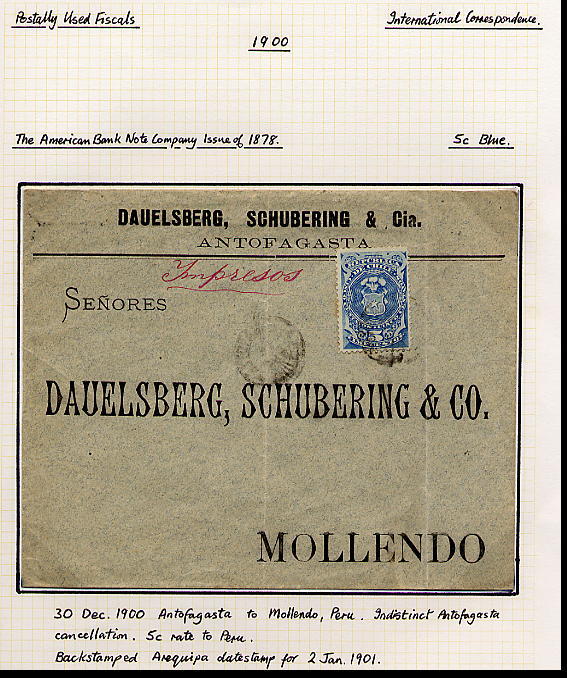 Postally Used Fiscals
International Correspondence.
1900
The American Bank Note Company Issue of 1878.
5c Blue.
DAUELSBERG, SCHUBERING & Cia.
ANTOFAGASTA
Impresos
SEÑORES
DAUELSBERG, SCHUBERING & CO.
MOLLENDO
30 Dec. 1900 Antofagasta to Mollendo, Peru. Indistinct Antofagasta
cancellation. 5c rate to Peru.
Backstamped Arequipa datestamp for 2 Jan. 1901.